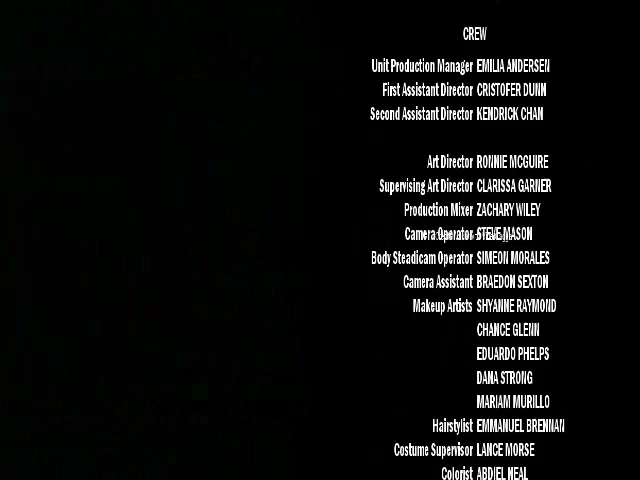 CREW
Unit Production Manager EMILIA ANDERSEN
First Assistant Director CRISTOFER DUNN
Second Assistant Director KENDRICK CHAN
Art Director RONNIE MCGUIRE
Supervising Art Director CLARISSA GARNER
Production Mixer ZACHARY WILEY
Camera Operator STEVE MASON
Body Steadicam Operator SIMEON MORALES
Camera Assistant BRAEDON SEXTON
Makeup Artists SHYANNE RAYMOND
CHANCE GLENN
EDUARDO PHELPS
DANA STRONG
MARIAM MURILLO
Hairstylist EMMANUEL BRENNAN
Costume Supervisor LANCE MORSE
Colorist ABDIEL NEAL